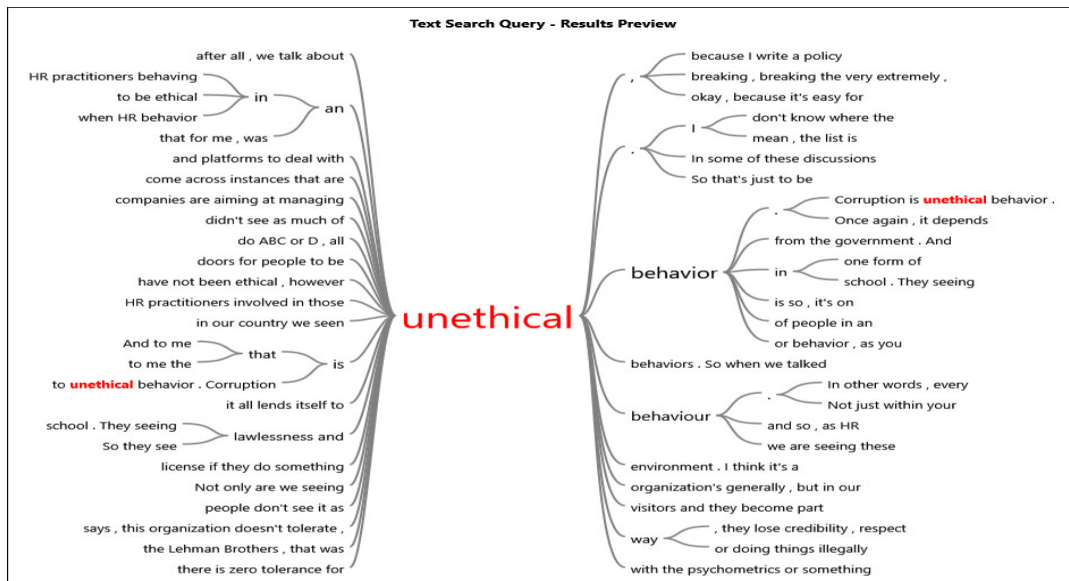 Text Search Query - Results Preview
after all , we talk about
HR practitioners behaving
to be ethical
when HR behavior
in
that for me , was
an
and platforms to deal with
come across instances that are
companies are aiming at managing
didn't see as much of
do ABC or D , all
doors for people to be
have not been ethical , however
HR practitioners involved in those
in our country we seen
And to me
to me the
that
to unethical behavior . Corruption
is
it all lends itself to
school . They seeing
So they see
lawlessness and
license if they do something
Not only are we seeing
people don't see it as
says , this organization doesn't tolerate ,
the Lehman Brothers , that was
there is zero tolerance for
unethical
,
because I write a policy
breaking , breaking the very extremely ,
okay , because it's easy for
.
I
don't know where the
mean , the list is
In some of these discussions
So that's just to be
behavior
.
Corruption is unethical behavior .
Once again , it depends
from the government . And
in
one form of
school . They seeing
is so , it's on
of people in an
or behavior , as you
behaviors . So when we talked
behaviour
.
In other words , every
Not just within your
and so , as HR
we are seeing these
environment . I think it's a
organization's generally , but in our
visitors and they become part
way
, they lose credibility , respect
or doing things illegally
with the psychometrics or something